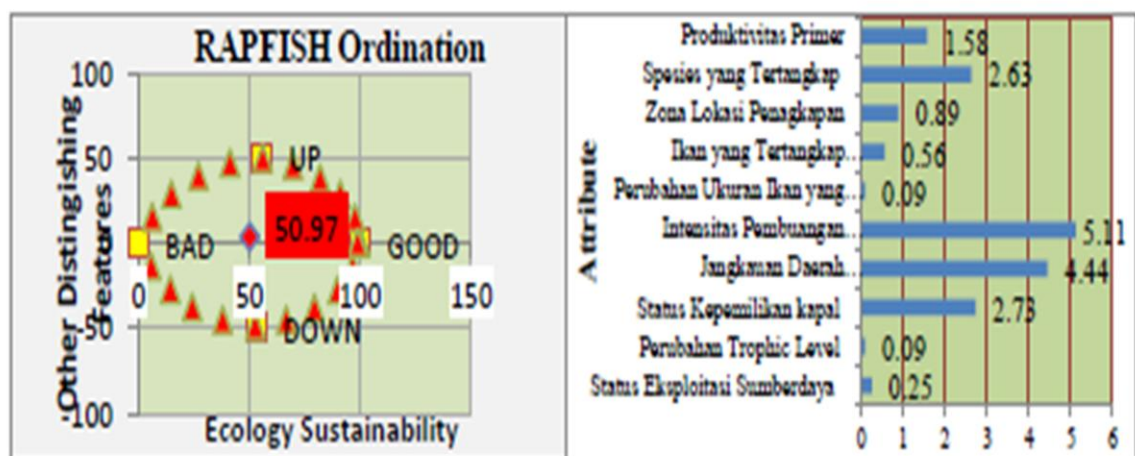 RAPFISH Ordination
100
50
0
-50
-100
Other Distingishing
Features
UP
BAD
50.97
GOOD
DOWN
0
50
100
150
Ecology Sustainability
Attribute
Produktivitas Primer
1.58
Spesies yang Tertangkap
2.63
Zona Lokasi Penagkapan
0.89
Ikan yang Tertangkap...
0.56
Perubahan Ukuran Ikan yang
0.09
Intensitas Pembuangan...
5.11
Jangkauan Daerah...
4.44
Status Kepemilikan kapal
2.73
Perubahan Trophic Level
0.09
Status Eksploitasi Sumberdaya
0.25
0 1 2 3 4 5 6